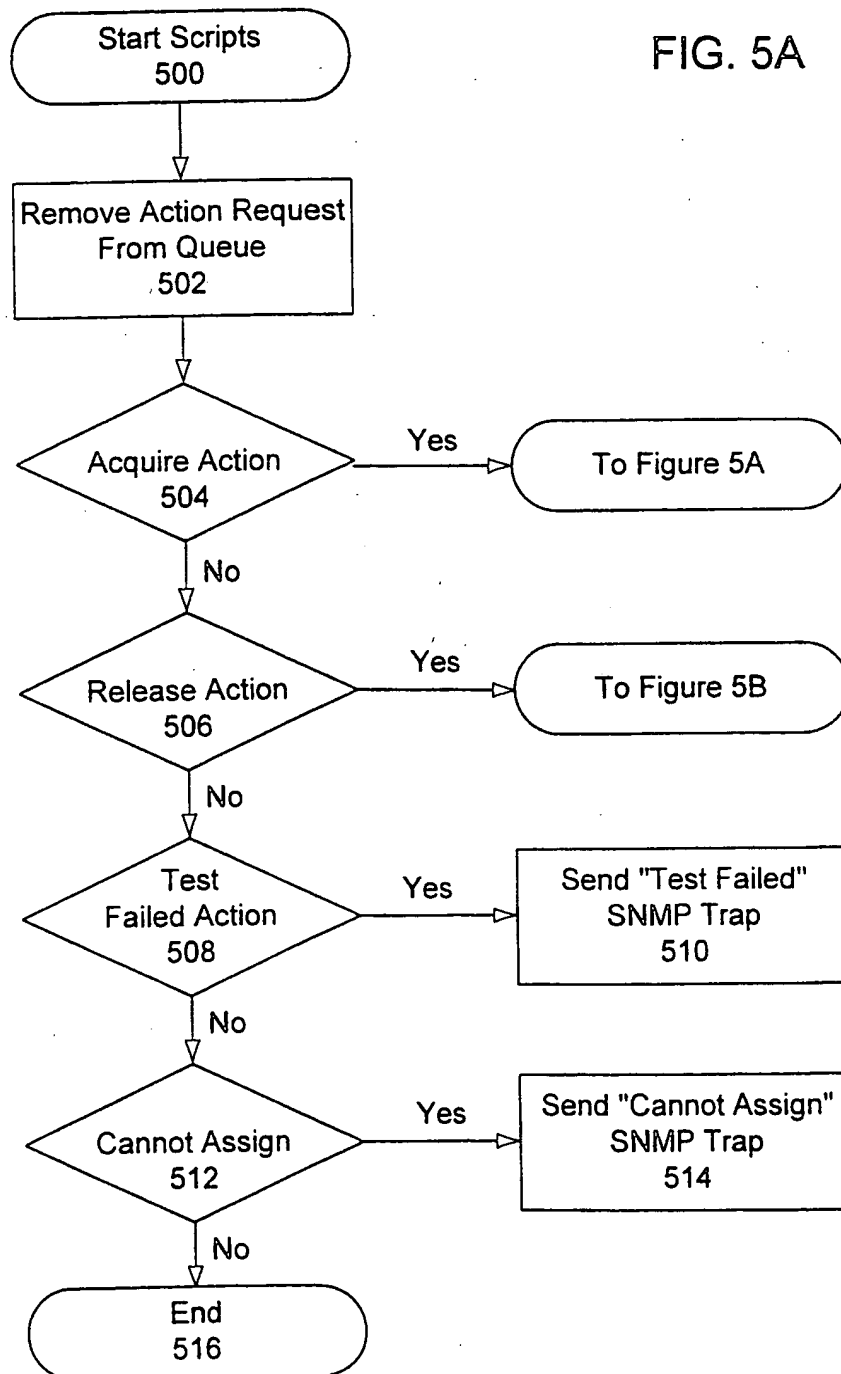 FIG. 5A
Start Scripts
500
Remove Action Request
From Queue
502
Acquire Action
504
Yes
To Figure 5A
No
Release Action
506
Yes
To Figure 5B
No
Test
Failed Action
508
Yes
Send "Test Failed"
SNMP Trap
510
No
Cannot Assign
512
Yes
Send "Cannot Assign"
SNMP Trap
514
No
End
516